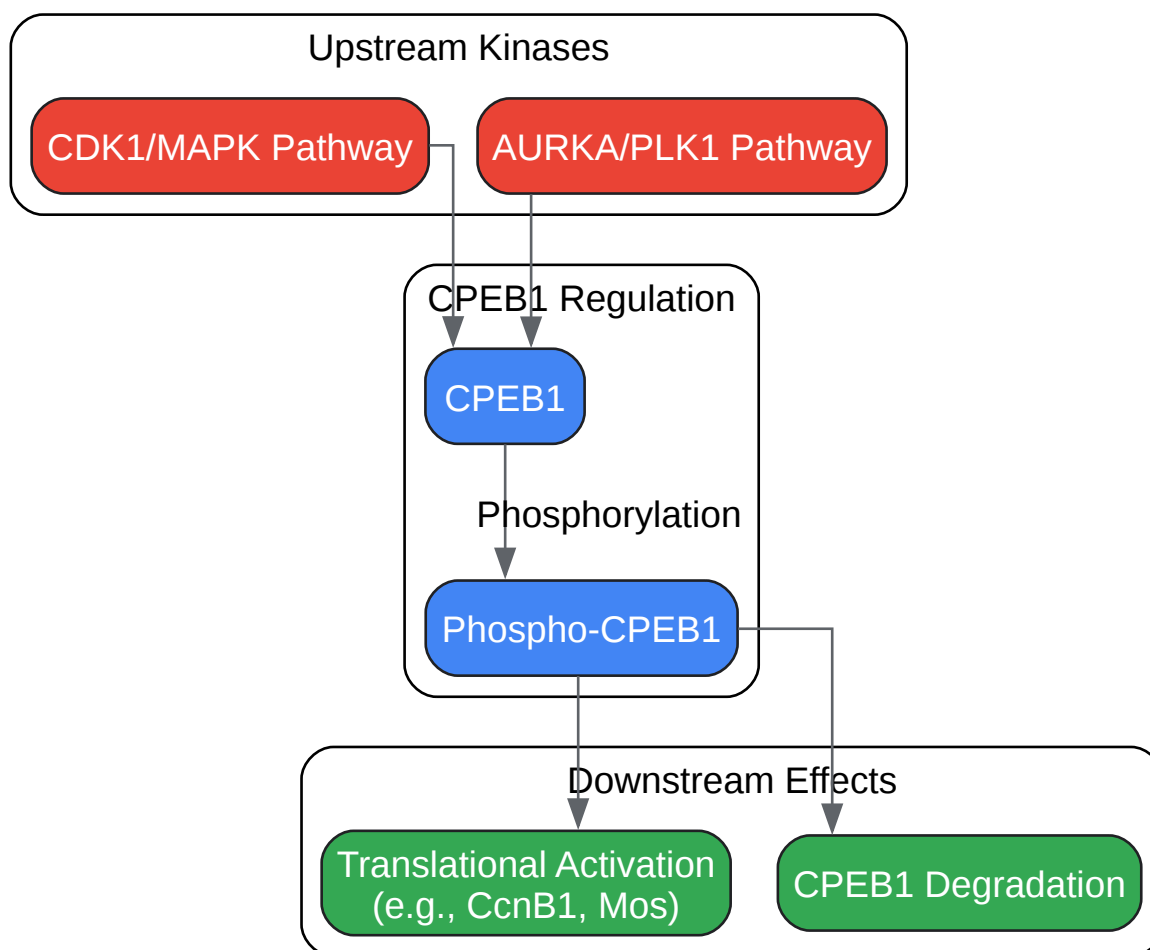 Upstream Kinases
CDK1/MAPK Pathway
AURKA/PLK1 Pathway
CPEB1 Regulation
CPEB1
Phosphorylation
Phospho-CPEB1
Downstream Effects
Translational Activation
(e.g., CcnB1, Mos)
CPEB1 Degradation